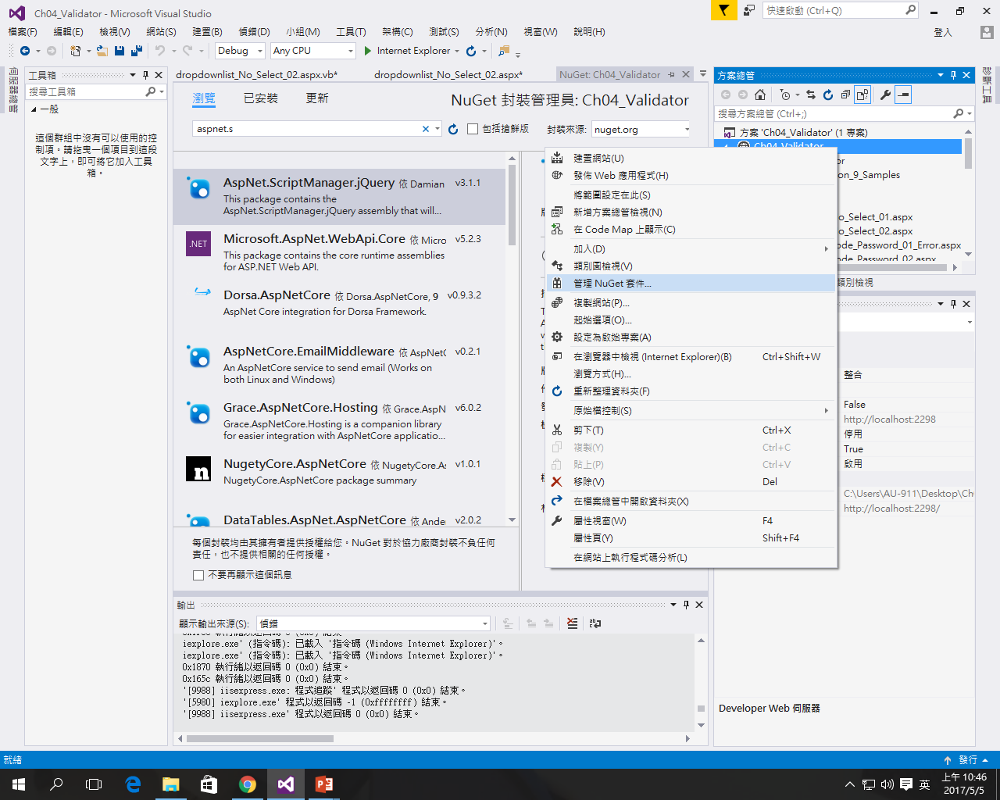 Ch04_Validator - Microsoft Visual Studio
快速啟動 (Ctrl+Q)
檔案(F) 編輯(E) 檢視(V) 網站(S) 建置(B) 偵錯(D) 小組(M) 工具(T) 架構(C) 測試(S) 分析(N) 視窗(W) 說明(H)
登入
Debug Any CPU Internet Explorer
伺服器總管
工具箱
搜尋工具箱
一般
這個群組中沒有可以使用的控
制項。請拖曳一個項目到這段
文字上，即可將它加入工具
箱。
dropdownlist_No_Select_02.aspx.vb* dropdownlist_No_Select_02.aspx* NuGet: Ch04_Validator
瀏覽 已安裝 更新
NuGet 封裝管理員: Ch04_Validator
aspnet.s
包括搶鮮版
封裝來源: nuget.org
AspNet.ScriptManager.jQuery 依 Damian v3.1.1
This package contains the
AspNet.ScriptManager.jQuery assembly that will...
.NET
Microsoft.AspNet.WebApi.Core 依 Micro v5.2.3
This package contains the core runtime assemblies
for ASP.NET Web API.
Dorsa.AspNetCore 依 Dorsa.AspNetCore, 9 v0.9.3.2
AspNet Core integration for Dorsa Framework.
AspNetCore.EmailMiddleware 依 AspNetC v0.2.1
An AspNetCore service to send email (Works on
both Linux and Windows)
Grace.AspNetCore.Hosting 依 Grace.AspN v6.0.2
Grace.AspNetCore.Hosting is a companion library
for easier integration with AspNetCore applicatio...
n
NugetyCore.AspNetCore 依 NugetyCore.As v1.0.1
NugetyCore.AspNetCore package summary
DataTables.AspNet.AspNetCore 依 Ander v2.0.2
每個封裝均由其擁有者提供授權給您。NuGet 對於協力廠商封裝不負任何
責任，也不提供相關的任何授權。
不要再顯示這個訊息
建置網站(U)
發佈 Web 應用程式(H)
將範圍設定在此(S)
新增方案總管檢視(N)
在 Code Map 上顯示(C)
加入(D)
類別圖檢視(V)
管理 NuGet 套件...
複製網站(P)...
起始選項(O)...
設定為啟始專案(A)
在瀏覽器中檢視 (Internet Explorer)(B) Ctrl+Shift+W
瀏覽方式(H)...
重新整理資料夾(F)
原始檔控制(S)
剪下(T) Ctrl+X
複製(Y) Ctrl+C
貼上(P) Ctrl+V
移除(V) Del
在檔案總管中開啟資料夾(X)
屬性視窗(W) F4
屬性頁(Y) Shift+F4
在網站上執行程式碼分析(L)
方案總管
搜尋方案總管 (Ctrl+;)
方案 'Ch04_Validator' (1 專案)
Ch04_Validator
or
on_9_Samples
o_Select_01.aspx
o_Select_02.aspx
ode_Password_01_Error.aspx
ode_Password_02.aspx
類別檢視
診斷工具
整合
False
http://localhost:2298
停用
True
啟用
C:\Users\AU-911\Desktop\Ch
http://localhost:2298/
Developer Web 伺服器
輸出
顯示輸出來源(S): 偵錯
iexplore.exe' (指令碼): 已載入 '指令碼 (Windows Internet Explorer)'。
iexplore.exe' (指令碼): 已載入 '指令碼 (Windows Internet Explorer)'。
0x1870 執行緒以返回碼 0 (0x0) 結束。
0x165c 執行緒以返回碼 0 (0x0) 結束。
'[9988] iisexpress.exe: 程式追蹤' 程式以返回碼 0 (0x0) 結束。
'[5980] iexplore.exe' 程式以返回碼 -1 (0xffffffff) 結束。
'[9988] iisexpress.exe' 程式以返回碼 0 (0x0) 結束。
就緒
發行
英
上午 10:46
2017/5/5